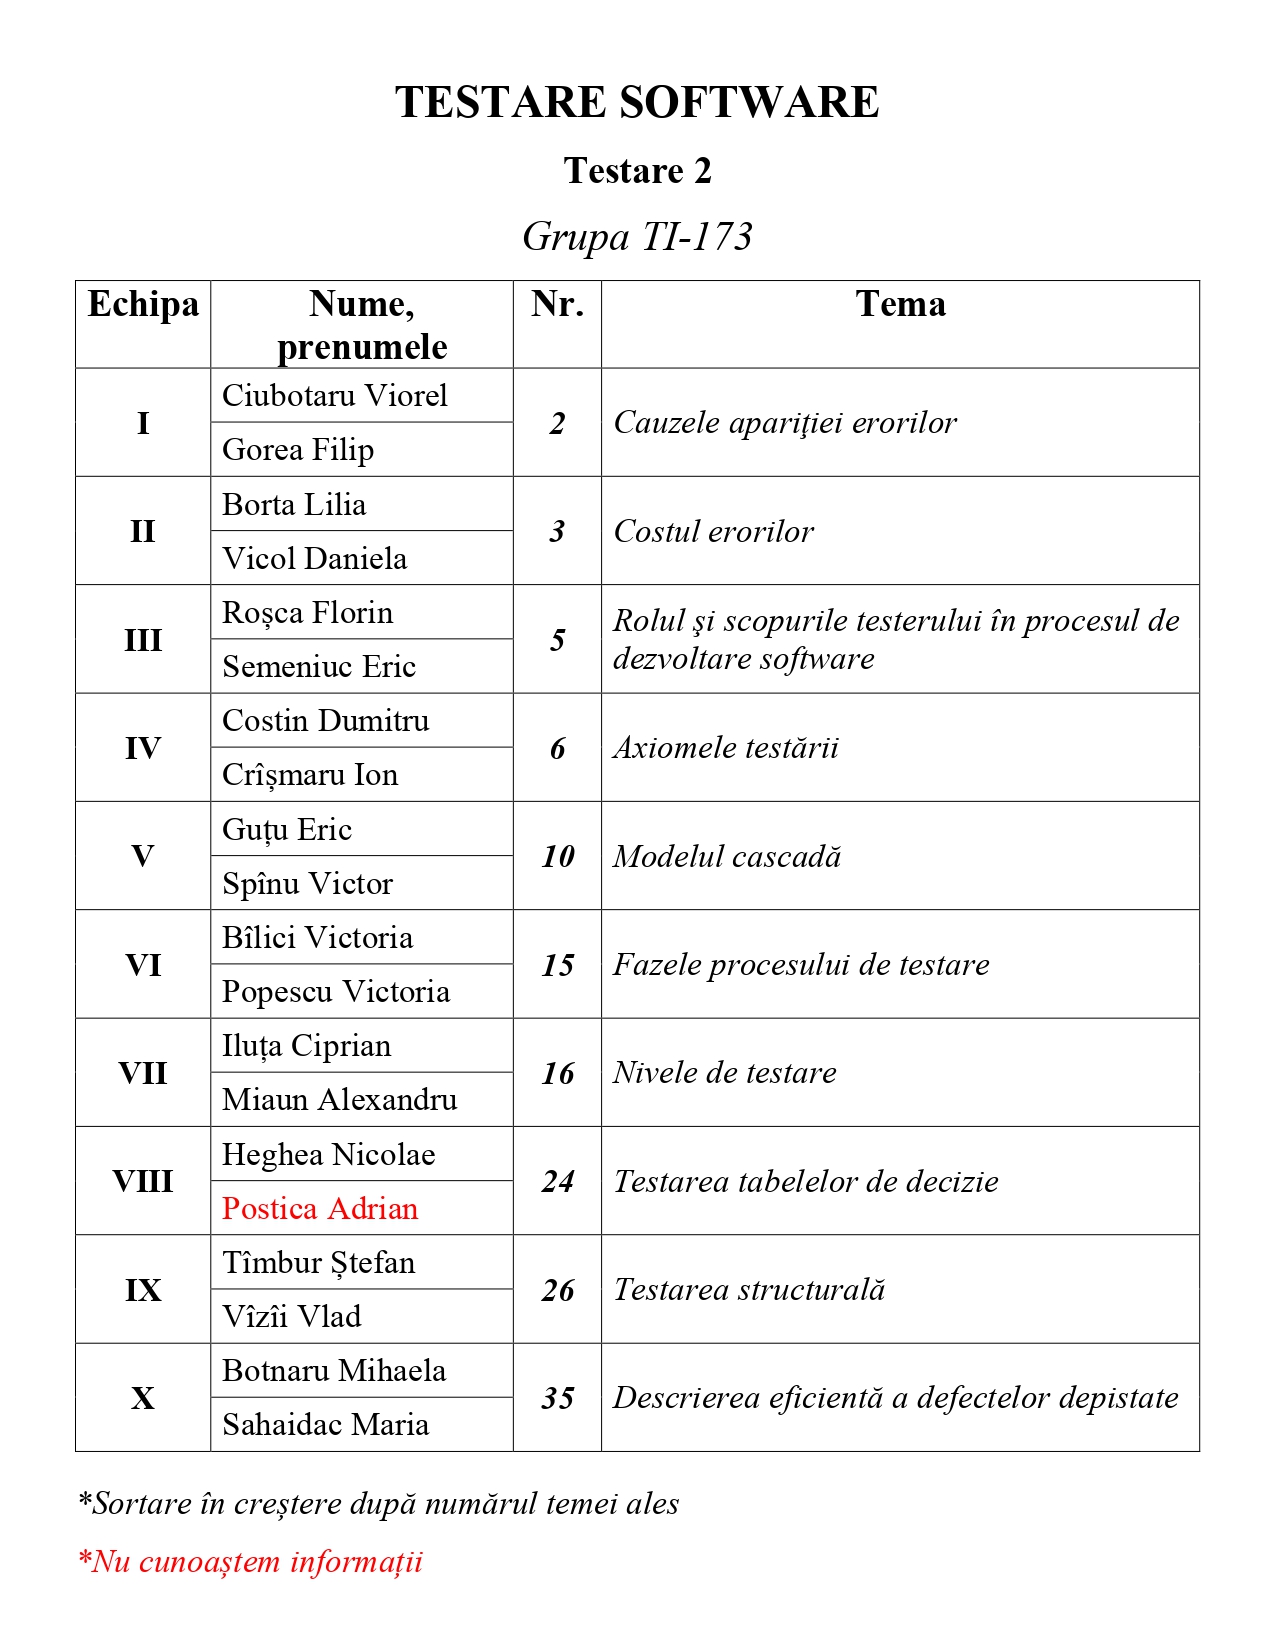 TESTARE SOFTWARE
Testare 2
Grupa TI-173
Echipa Nume, Nr. Tema
prenumele
Ciubotaru Viorel
I 2 Cauzele apariţiei erorilor
Gorea Filip
Borta Lilia
II 3 Costul erorilor
Vicol Daniela
Roșca Florin
III 5 Rolul şi scopurile testerului în procesul de
dezvoltare software
Semeniuc Eric
Costin Dumitru
IV 6 Axiomele testării
Crîșmaru Ion
Guțu Eric
V 10 Modelul cascadă
Spînu Victor
Bîlici Victoria
VI 15 Fazele procesului de testare
Popescu Victoria
Iluța Ciprian
VII 16 Nivele de testare
Miaun Alexandru
Heghea Nicolae
VIII 24 Testarea tabelelor de decizie
Postica Adrian
Tîmbur Ștefan
IX 26 Testarea structurală
Vîzîi Vlad
Botnaru Mihaela
X 35 Descrierea eficientă a defectelor depistate
Sahaidac Maria
*Sortare în creștere după numărul temei ales
*Nu cunoaștem informații